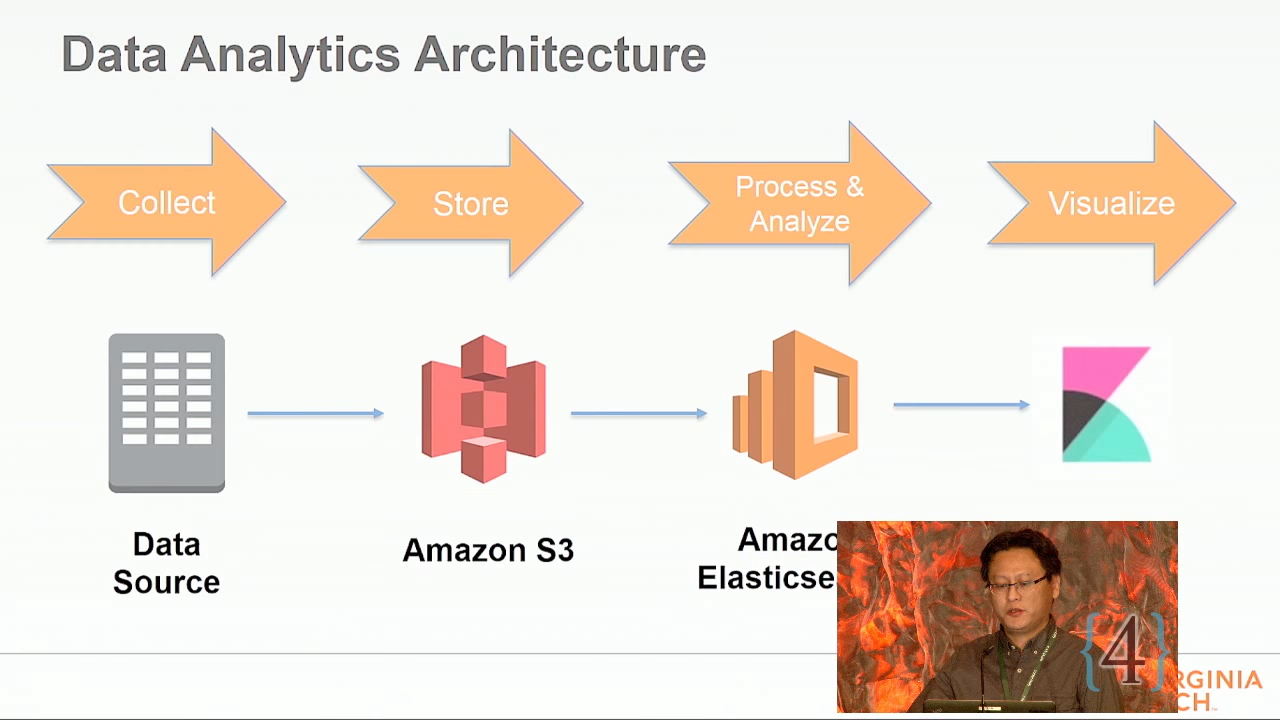 Data Analytics Architecture
Collect
Store
Process &
Analyze
Visualize
Data
Source
Amazon S3
Amazo
Elasticse
{4}
RGINIA
CH